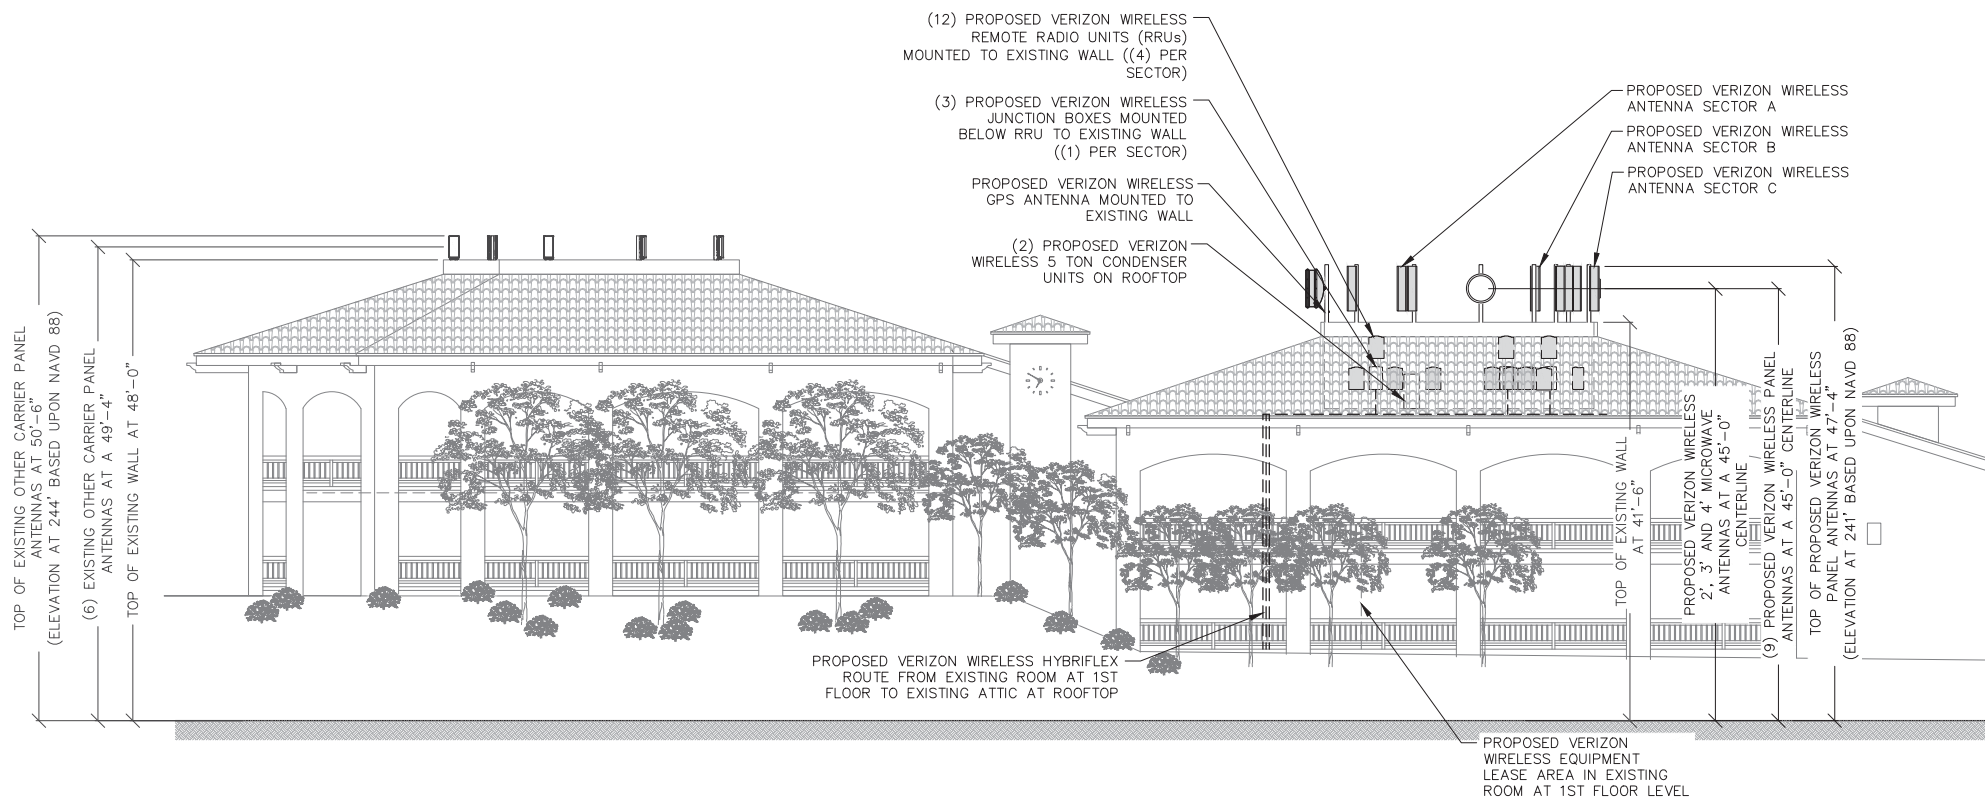 (12) PROPOSED VERIZON WIRELESS
REMOTE RADIO UNITS (RRUs)
MOUNTED TO EXISTING WALL ((4) PER
SECTOR)
(3) PROPOSED VERIZON WIRELESS
JUNCTION BOXES MOUNTED
BELOW RRU TO EXISTING WALL
((1) PER SECTOR)
PROPOSED VERIZON WIRELESS
GPS ANTENNA MOUNTED TO
EXISTING WALL
(2) PROPOSED VERIZON
WIRELESS 5 TON CONDENSER
UNITS ON ROOFTOP
PROPOSED VERIZON WIRELESS
ANTENNA SECTOR A
PROPOSED VERIZON WIRELESS
ANTENNA SECTOR B
PROPOSED VERIZON WIRELESS
ANTENNA SECTOR C
TOP OF EXISTING OTHER CARRIER PANEL
ANTENNAS AT 50'-6"
(ELEVATION AT 244' BASED UPON NAVD 88)
(6) EXISTING OTHER CARRIER PANEL
ANTENNAS AT A 49'-4"
TOP OF EXISTING WALL AT 48'-0"
TOP OF EXISTING WALL
AT 41'-6"
PROPOSED VERIZON WIRELESS
2', 3' AND 4' MICROWAVE
ANTENNAS AT A 45'-0"
CENTERLINE
(9) PROPOSED VERIZON WIRELESS PANEL
ANTENNAS AT A 45'-0" CENTERLINE
TOP OF PROPOSED VERIZON WIRELESS
PANEL ANTENNAS AT 47'-4"
(ELEVATION AT 241' BASED UPON NAVD 88)
PROPOSED VERIZON WIRELESS HYBRIFLEX
ROUTE FROM EXISTING ROOM AT 1ST
FLOOR TO EXISTING ATTIC AT ROOFTOP
PROPOSED VERIZON
WIRELESS EQUIPMENT
LEASE AREA IN EXISTING
ROOM AT 1ST FLOOR LEVEL